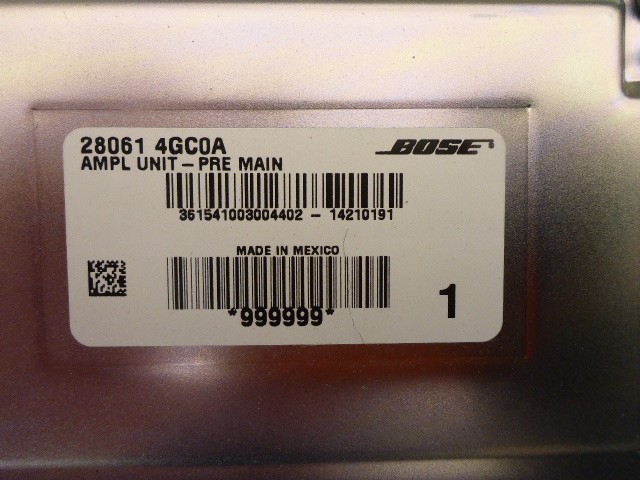 28061 4GC0A
BOSE
AMPL UNIT - PRE MAIN
361541003004402 - 14210191
MADE IN MEXICO
*999999*
1